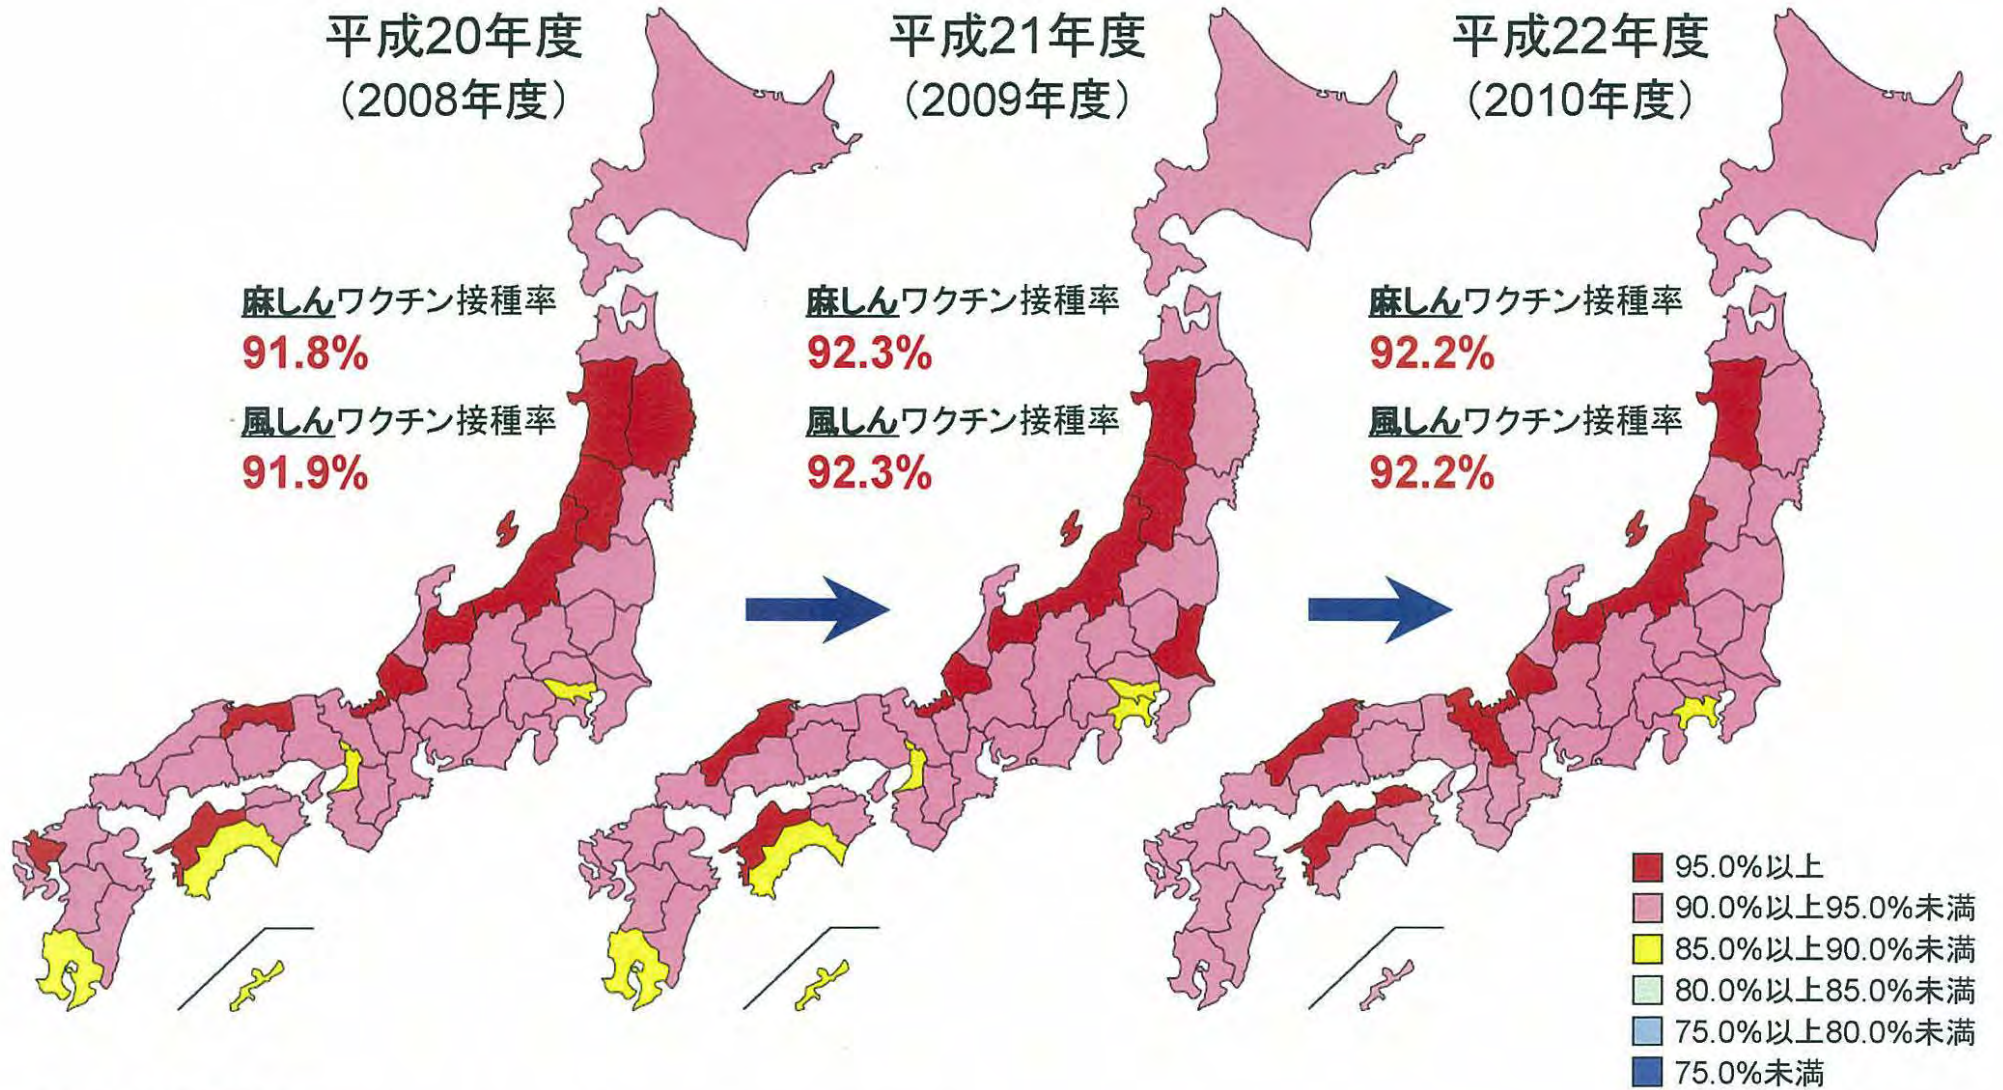 平成20年度
(2008年度)
麻しんワクチン接種率
91.8%
風しんワクチン接種率
91.9%
平成21年度
(2009年度)
麻しんワクチン接種率
92.3%
風しんワクチン接種率
92.3%
平成22年度
(2010年度)
麻しんワクチン接種率
92.2%
風しんワクチン接種率
92.2%
95.0%以上
90.0%以上95.0%未満
85.0%以上90.0%未満
80.0%以上85.0%未満
75.0%以上80.0%未満
75.0%未満